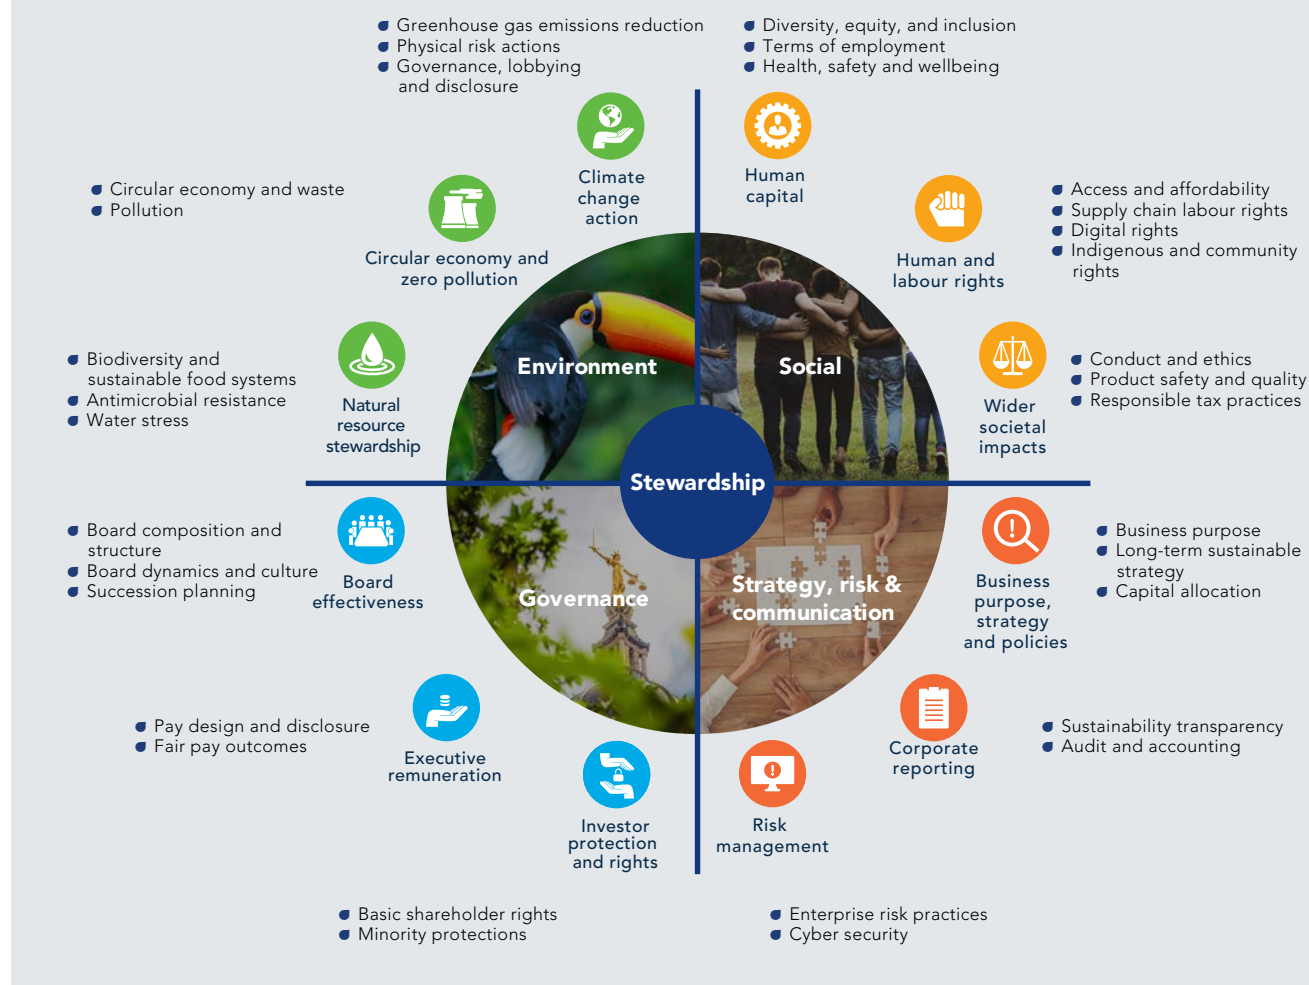 Greenhouse gas emissions reduction
Physical risk actions
Governance, lobbying
and disclosure
Climate
change
action
Diversity, equity, and inclusion
Terms of employment
Health, safety and wellbeing
Human
capital
Circular economy and waste
Pollution
Circular economy and
zero pollution
Human and
labour rights
Access and affordability
Supply chain labour rights
Digital rights
Indigenous and community
rights
Biodiversity and
sustainable food systems
Antimicrobial resistance
Water stress
Natural
resource
stewardship
Environment
Social
Wider
societal
impacts
Conduct and ethics
Product safety and quality
Responsible tax practices
Stewardship
Board composition and
structure
Board dynamics and culture
Succession planning
Board
effectiveness
Governance
Strategy, risk &
communication
Business
purpose,
strategy
and policies
Business purpose
Long-term sustainable
strategy
Capital allocation
Pay design and disclosure
Fair pay outcomes
Executive
remuneration
Corporate
reporting
Sustainability transparency
Audit and accounting
Investor
protection
and rights
Risk
management
Basic shareholder rights
Minority protections
Enterprise risk practices
Cyber security